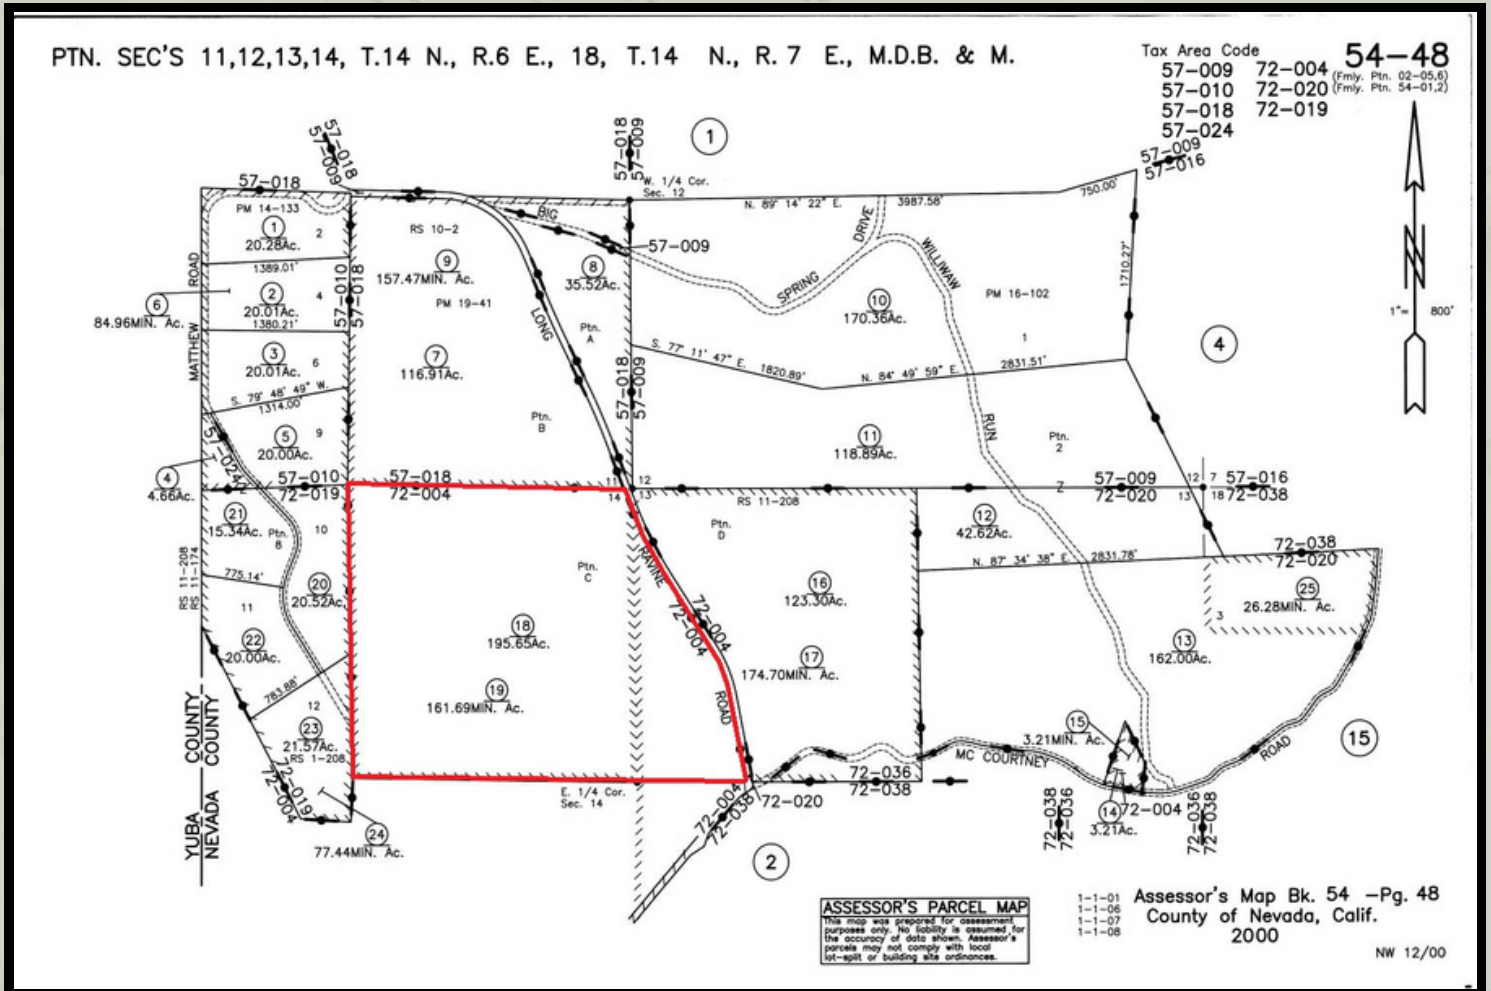 PTN. SEC'S 11,12,13,14, T.14 N., R.6 E., 18, T.14 N., R. 7 E., M.D.B. & M.
Tax Area Code
57-009 72-004
57-010 72-020
57-018 72-019
57-024
54-48
(Fmly. Ptn. 02-05,6)
(Fmly. Ptn. 54-01,2)
57-018
57-009
57-018
57-009
1
57-009
57-016
57-018
W. 1/4 Cor.
Sec. 12
N. 89° 14' 22" E.
3987.58'
750.00'
PM 14-133
1
20.28Ac.
2
1389.01'
RS 10-2
BIG
57-009
SPRING
DRIVE
WILLIWAW
RUN
1710.27'
MATTHEW
ROAD
6
84.96MIN. Ac.
2
20.01Ac.
4
1380.21'
57-010
57-018
9
157.47MIN. Ac.
PM 19-41
8
35.52Ac.
Ptn.
A
LONG
10
170.36Ac.
PM 16-102
1
1"= 800'
3
20.01Ac.
6
7
116.91Ac.
57-018
57-009
S. 77° 11' 47" E.
1820.89'
N. 84° 49' 59" E.
2831.51'
4
S. 79° 48' 49" W.
1314.00'
5
20.00Ac.
9
Ptn.
B
11
118.89Ac.
Ptn.
2
57-024
4
4.66Ac.
57-010
72-019
57-018
72-004
11 12
14 13
RS 11-208
Z
57-009
72-020
12 7
13 18
57-016
72-038
21
15.34Ac.
Ptn.
8
10
Ptn.
D
12
42.62Ac.
N. 87° 34' 38" E.
2831.78'
72-038
72-020
RS 11-208
RS 11-174
775.14'
20
20.52Ac.
11
Ptn.
C
RAVINE
72-004
72-004
16
123.30Ac.
25
26.28MIN. Ac.
3
22
20.00Ac.
18
195.65Ac.
17
174.70MIN. Ac.
13
162.00Ac.
783.88'
19
161.69MIN. Ac.
ROAD
12
23
21.57Ac.
RS 1-208
15
3.21MIN. Ac.
15
MC COURTNEY
ROAD
YUBA COUNTY
NEVADA COUNTY
72-019
72-004
E. 1/4 Cor.
Sec. 14
72-004
72-038
72-020
72-036
72-038
72-038
72-036
14
3.21Ac.
72-004
72-036
72-038
24
77.44MIN. Ac.
2
ASSESSOR'S PARCEL MAP
This map was prepared for assessment
purposes only. No liability is assumed for
the accuracy of data shown. Assessor's
parcels may not comply with local
lot-split or building site ordinances.
1-1-01
1-1-06
1-1-07
1-1-08
Assessor's Map Bk. 54 -Pg. 48
County of Nevada, Calif.
2000
NW 12/00